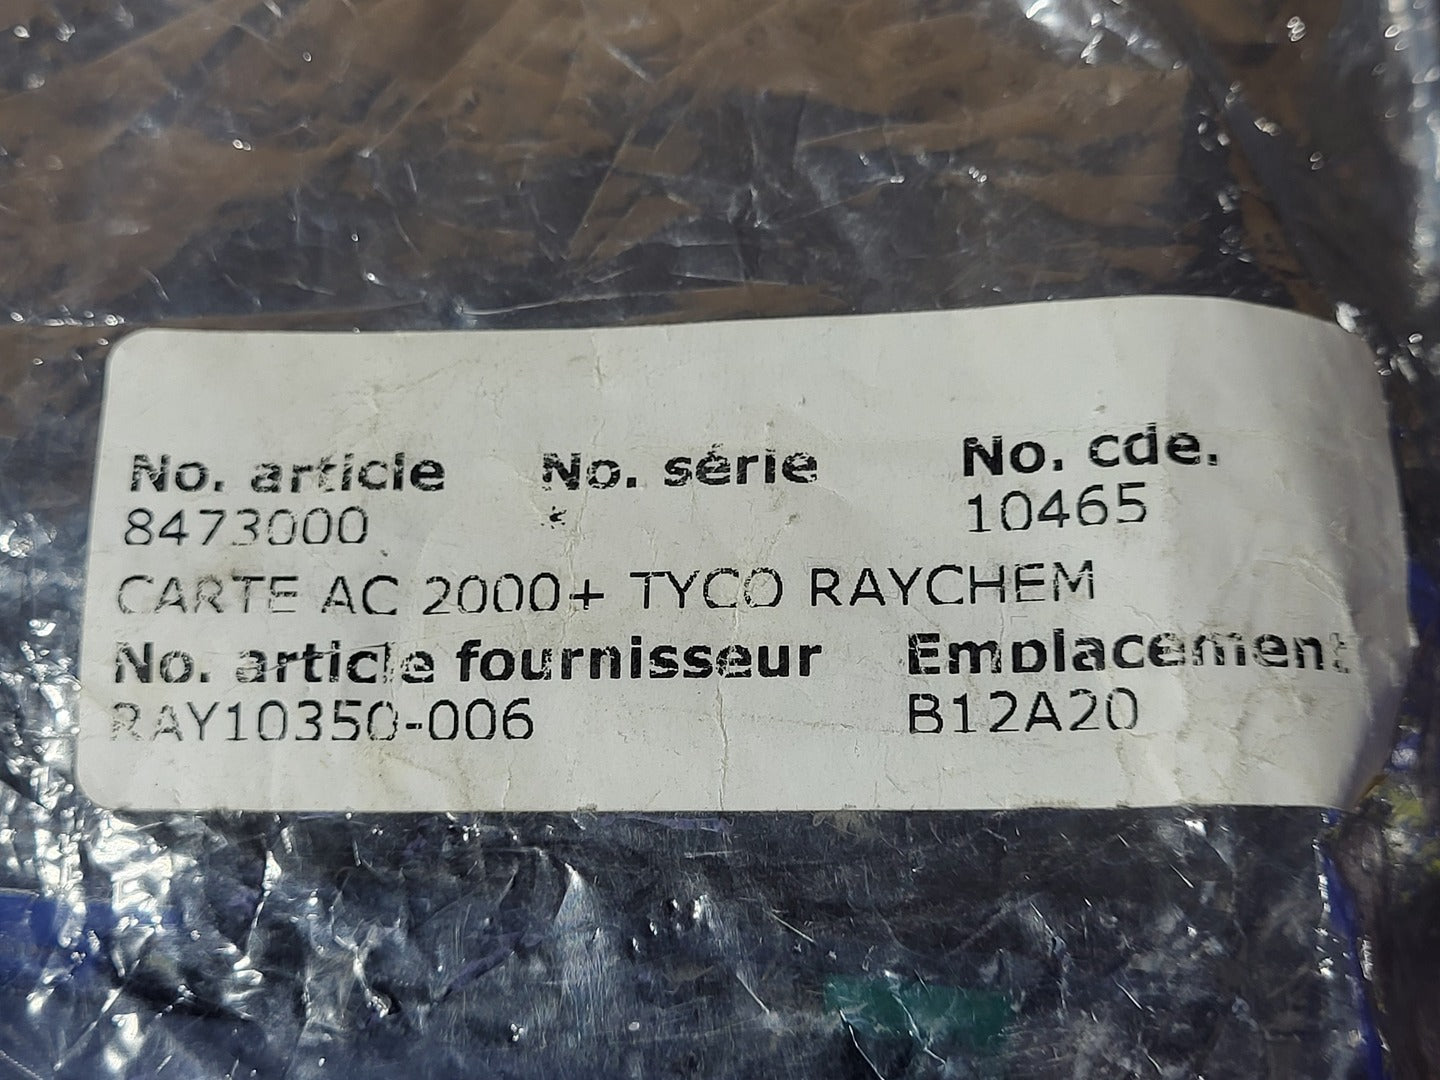 No. article No. série No. cde.
8473000 * 10465
CARTE AC 2000+ TYCO RAYCHEM
No. article fournisseur Emplacement
RAY10350-006 B12A20